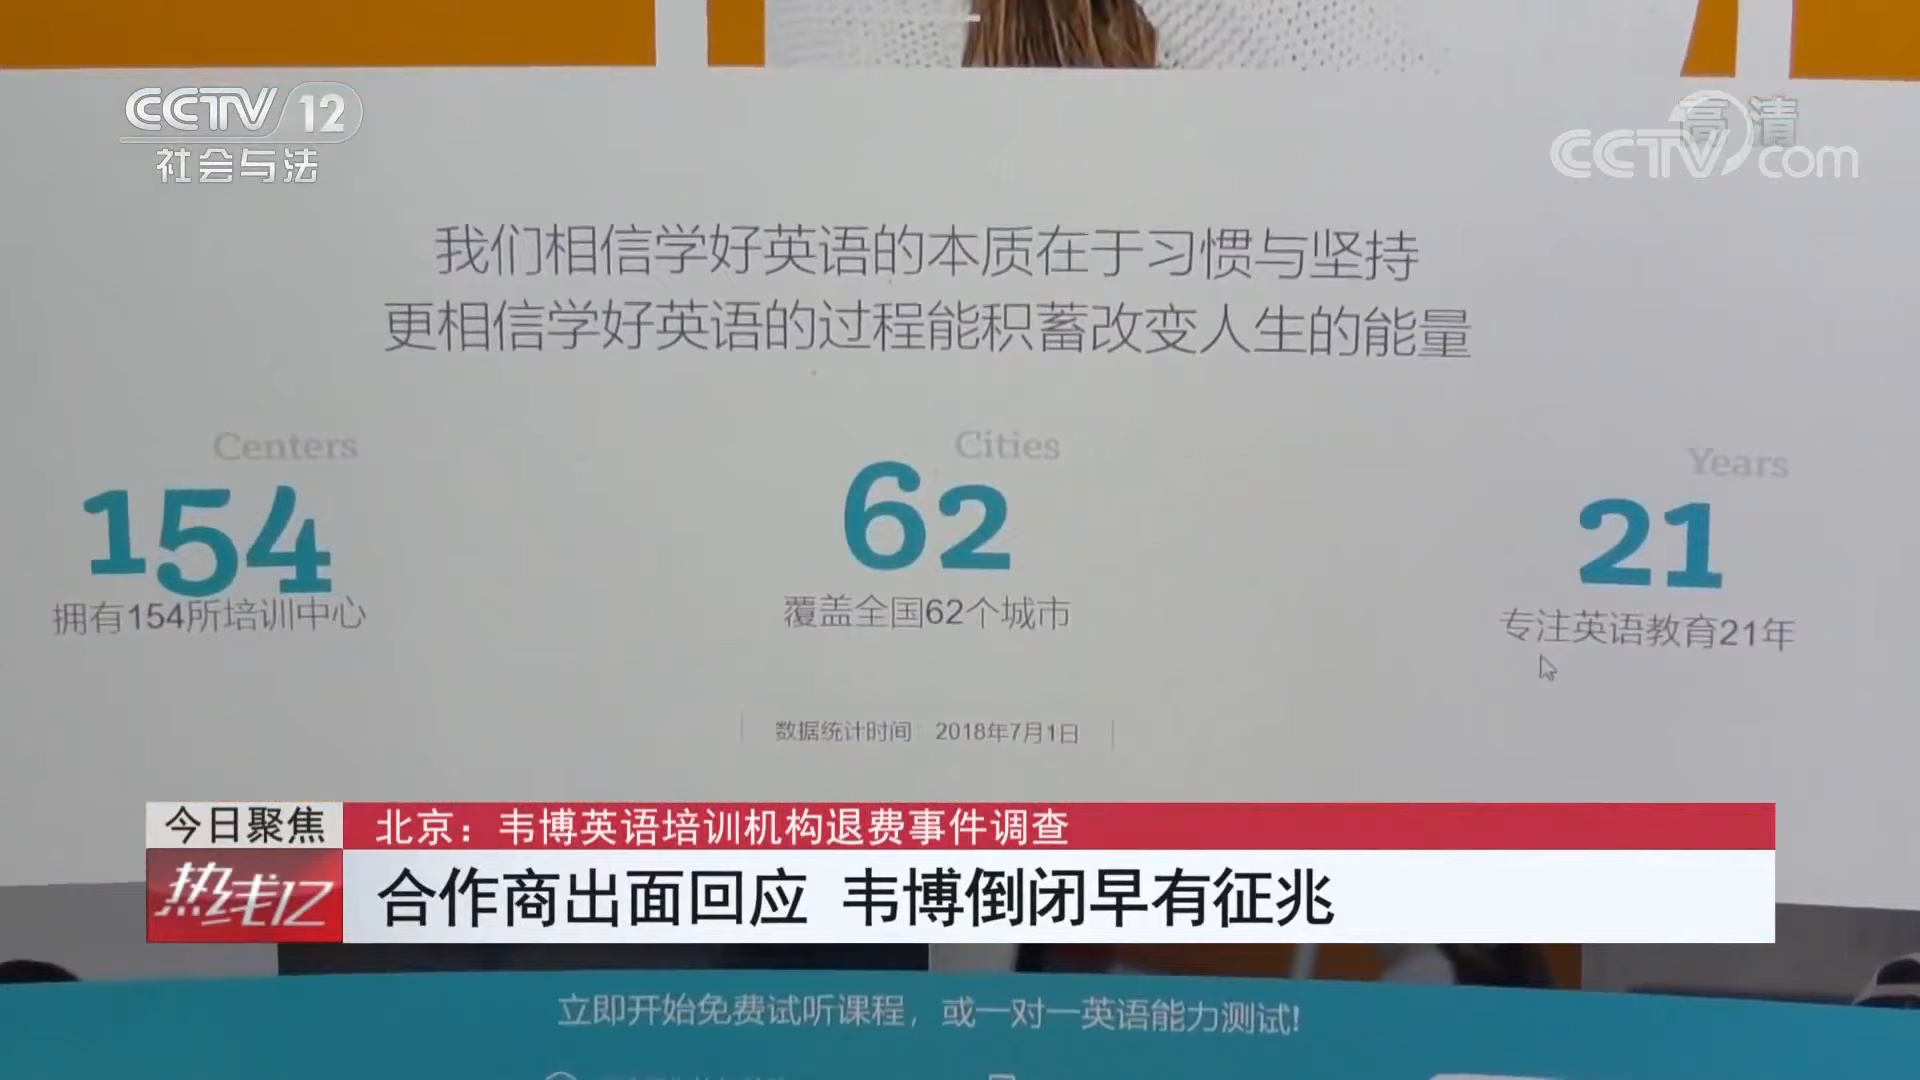 CCTV 12
社会与法
高清
CCTV com
我们相信学好英语的本质在于习惯与坚持
更相信学好英语的过程能积蓄改变人生的能量
Centers
154
拥有154所培训中心
Cities
62
覆盖全国62个城市
Years
21
专注英语教育21年
数据统计时间 2018年7月1日
今日聚焦
北京：韦博英语培训机构退费事件调查
热线12
合作商出面回应 韦博倒闭早有征兆
立即开始免费试听课程，或一对一英语能力测试!